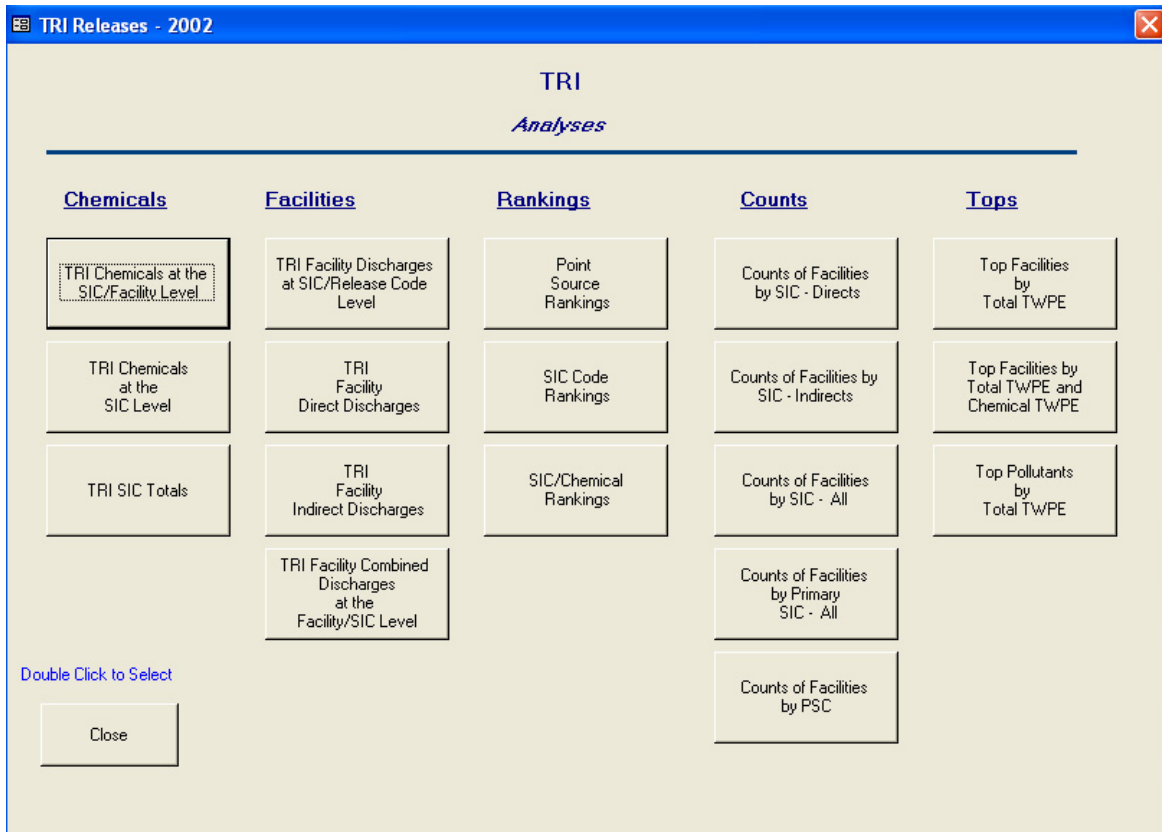 TRI Releases - 2002
TRI
Analyses
Chemicals
Facilities
Rankings
Counts
Tops
TRI Chemicals at the
SIC/Facility Level
TRI Chemicals
at the
SIC Level
TRI SIC Totals
TRI Facility Discharges
at SIC/Release Code
Level
TRI
Facility
Direct Discharges
TRI
Facility
Indirect Discharges
TRI Facility Combined
Discharges
at the
Facility/SIC Level
Point
Source
Rankings
SIC Code
Rankings
SIC/Chemical
Rankings
Counts of Facilities
by SIC - Directs
Counts of Facilities by
SIC - Indirects
Counts of Facilities
by SIC - All
Counts of Facilities
by Primary
SIC - All
Counts of Facilities
by PSC
Top Facilities
by
Total TWPE
Top Facilities by
Total TWPE and
Chemical TWPE
Top Pollutants
by
Total TWPE
Double Click to Select
Close